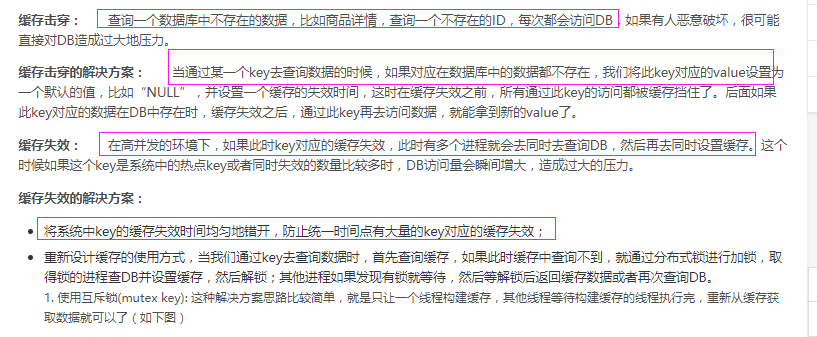 缓存击穿： 查询一个数据库中不存在的数据，比如商品详情，查询一个不存在的ID，每次都会访问DB，如果有人恶意破坏，很可能
直接对DB造成过大地压力。
缓存击穿的解决方案： 当通过某一个key去查询数据的时候，如果对应在数据库中的数据都不存在，我们将此key对应的value设置为
一个默认的值，比如“NULL”，并设置一个缓存的失效时间，这时在缓存失效之前，所有通过此key的访问都被缓存挡住了。后面如果
此key对应的数据在DB中存在时，缓存失效之后，通过此key再去访问数据，就能拿到新的value了。
缓存失效： 在高并发的环境下，如果此时key对应的缓存失效，此时有多个进程就会去同时去查询DB，然后再去同时设置缓存。这个
时候如果这个key是系统中的热点key或者同时失效的数量比较多时，DB访问量会瞬间增大，造成过大的压力。
缓存失效的解决方案：
• 将系统中key的缓存失效时间均匀地错开，防止统一时间点有大量的key对应的缓存失效；
• 重新设计缓存的使用方式，当我们通过key去查询数据时，首先查询缓存，如果此时缓存中查询不到，就通过分布式锁进行加锁，取
得锁的进程查DB并设置缓存，然后解锁；其他进程如果发现有锁就等待，然后等解锁后返回缓存数据或者再次查询DB。
1. 使用互斥锁(mutex key): 这种解决方案思路比较简单，就是只让一个线程构建缓存，其他线程等待构建缓存的线程执行完，重新从缓存获
取数据就可以了（如下图）